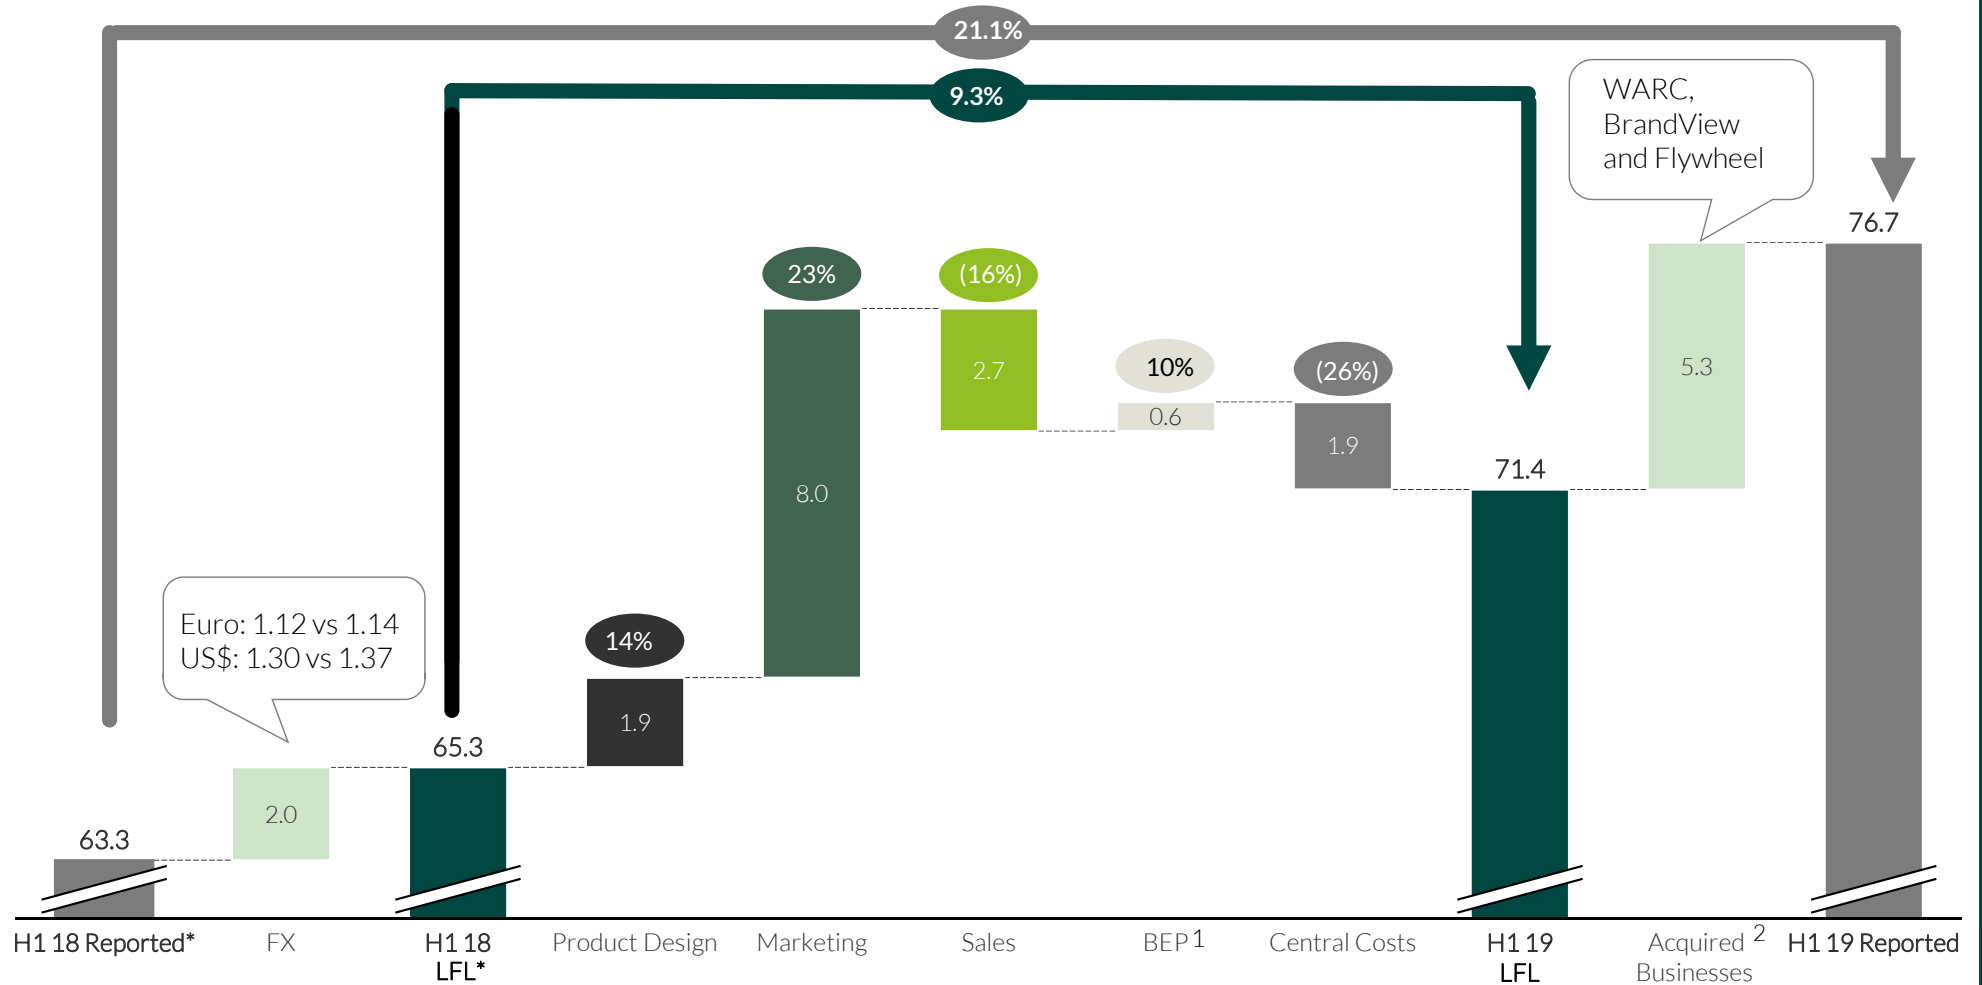 21.1%
9.3%
WARC,
BrandView
and Flywheel
76.7
23%
(16%)
2.7
10%
0.6
(26%)
1.9
5.3
71.4
8.0
Euro: 1.12 vs 1.14
US$: 1.30 vs 1.37
14%
1.9
65.3
2.0
63.3
H1 18 Reported*
FX
H1 18
LFL*
Product Design
Marketing
Sales
BEP1
Central Costs
H1 19
LFL
Acquired 2
Businesses
H1 19 Reported